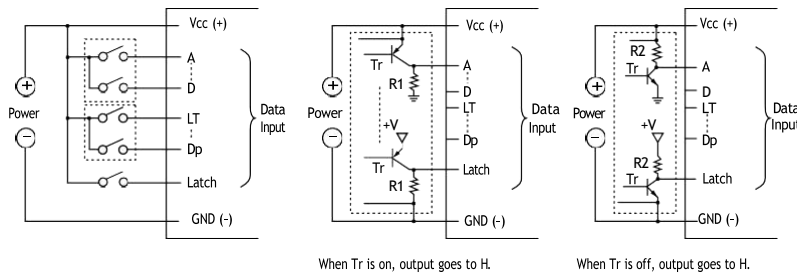 Vcc (+)
A
D
LT
Dp
Latch
GND (-)
Power
Data
Input
Vcc (+)
Tr
R1
A
D
LT
Dp
+V
Tr
R1
Latch
GND (-)
Power
Data
Input
When Tr is on, output goes to H.
Vcc (+)
R2
Tr
A
D
LT
Dp
+V
R2
Tr
Latch
GND (-)
Power
Data
Input
When Tr is off, output goes to H.